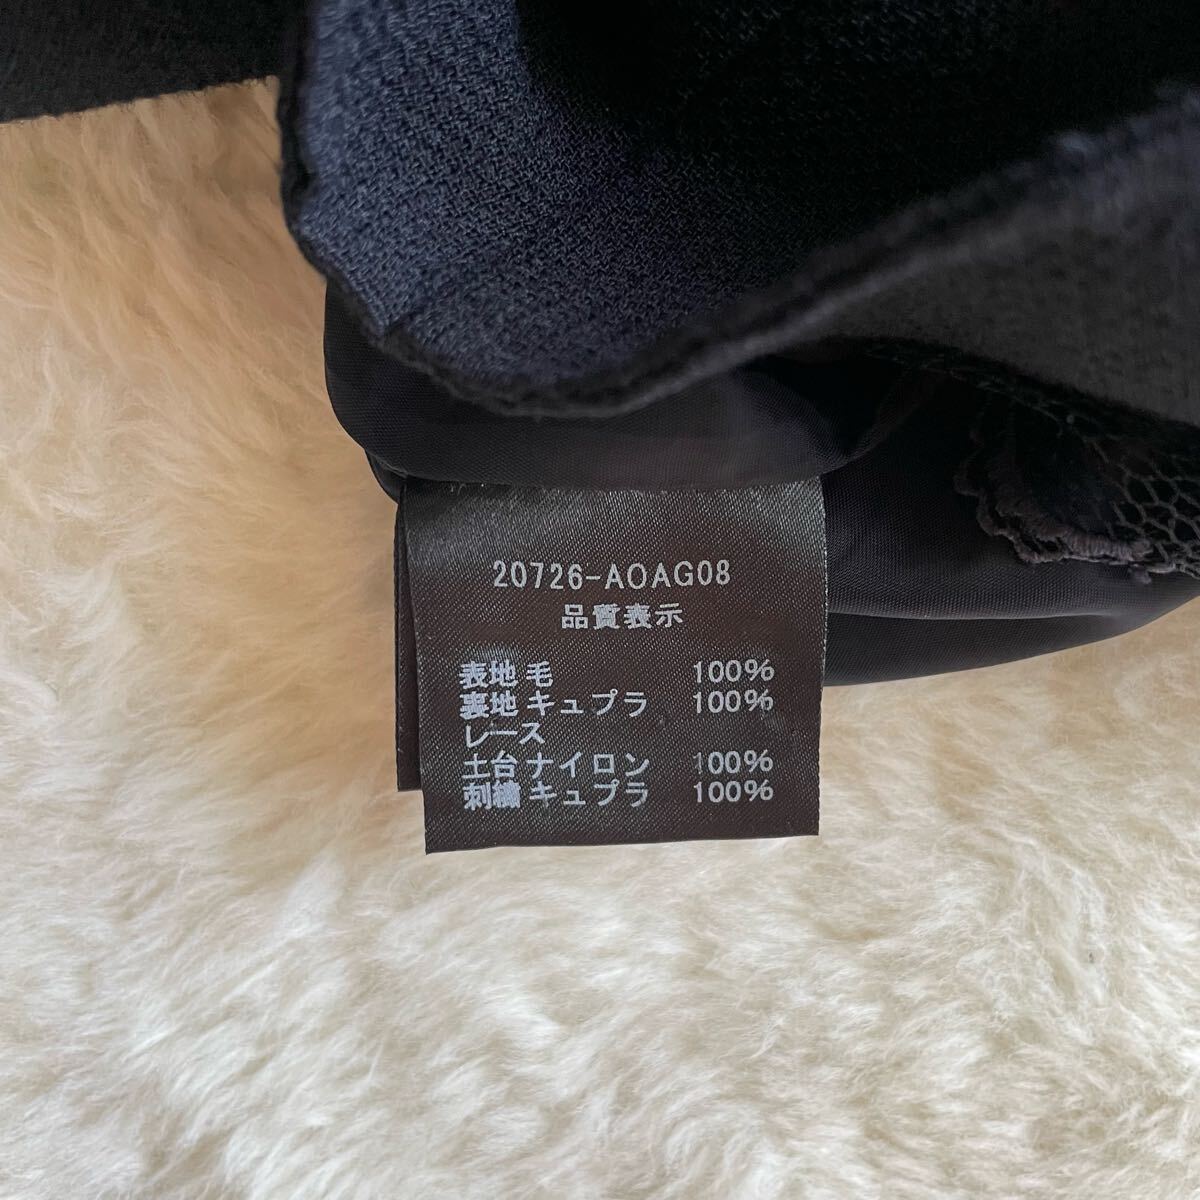 20726-AOAG08
品質表示
表地 毛 100%
裏地 キュプラ 100%
レース
土台 ナイロン 100%
刺繍 キュプラ 100%